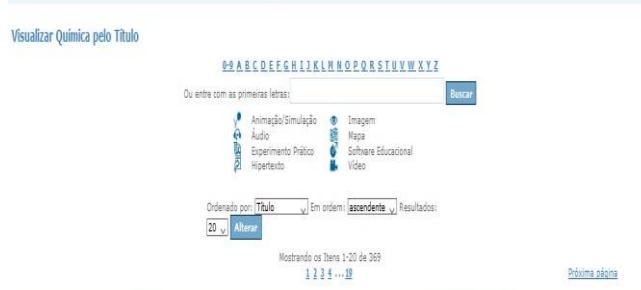 Visualizar Química pelo Título
0-9 A B C D E F G H I J K L M N O P Q R S T U V W X Y Z
Ou entre com as primeiras letras: Buscar
Animação/Simulação Imagem
Áudio Mapa
Experimento Prático Software Educacional
Hipertexto Vídeo
Ordenado por: Título Em ordem: ascendente Resultados:
20 Alterar
Mostrando os Itens 1-20 de 369
1 2 3 4 ... 19 Próxima página